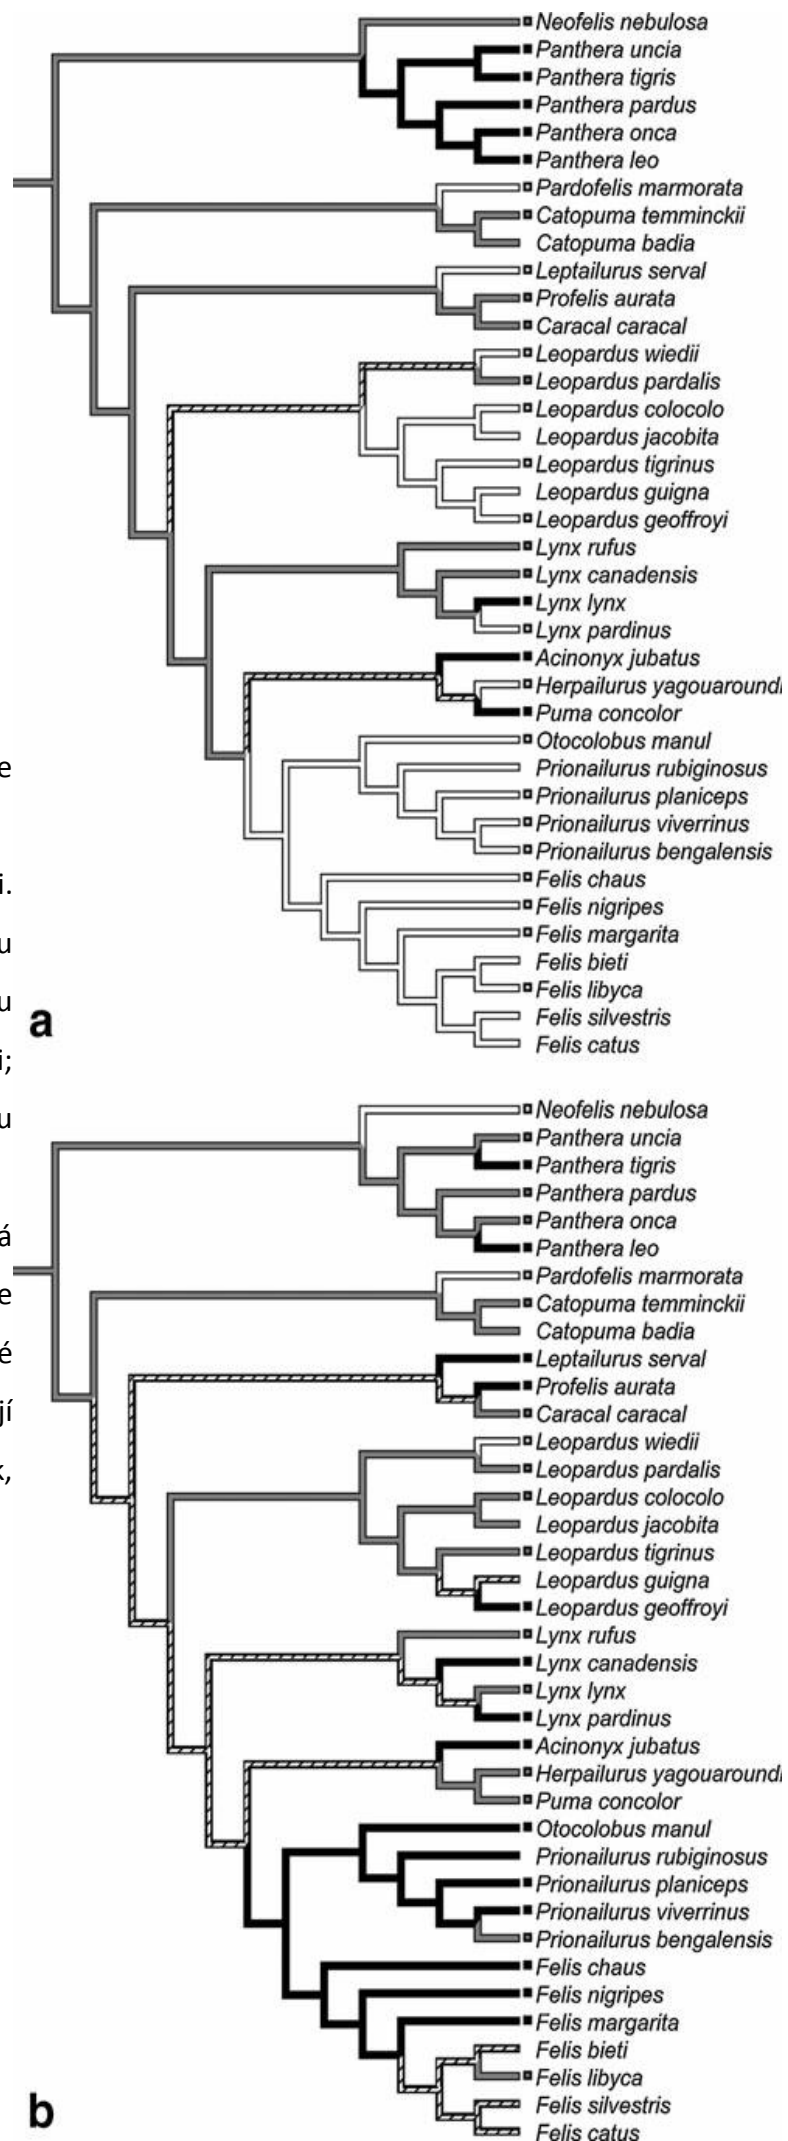 Neofelis nebulosa
Panthera uncia
Panthera tigris
Panthera pardus
Panthera onca
Panthera leo
Pardofelis marmorata
Catopuma temminckii
Catopuma badia
Leptailurus serval
Profelis aurata
Caracal caracal
Leopardus wiedii
Leopardus pardalis
Leopardus colocolo
Leopardus jacobita
Leopardus tigrinus
Leopardus guigna
Leopardus geoffroyi
Lynx rufus
Lynx canadensis
Lynx lynx
Lynx pardinus
Acinonyx jubatus
Herpailurus yagouaroundi
Puma concolor
Otocolobus manul
e
Prionailurus rubiginosus
Prionailurus planiceps
Prionailurus viverrinus
Prionailurus bengalensis
Felis chaus
i.
Felis nigripes
Felis margarita
u
Felis bieti
Felis libyca
u
Felis silvestris
a
Felis catus
i;
Neofelis nebulosa
u
Panthera uncia
Panthera tigris
Panthera pardus
Panthera onca
á
Panthera leo
Pardofelis marmorata
e
Catopuma temminckii
Catopuma badia
é
Leptailurus serval
Profelis aurata
jí
Caracal caracal
Leopardus wiedii
Leopardus pardalis
k,
Leopardus colocolo
Leopardus jacobita
Leopardus tigrinus
Leopardus guigna
Leopardus geoffroyi
Lynx rufus
Lynx canadensis
Lynx lynx
Lynx pardinus
Acinonyx jubatus
Herpailurus yagouaroundi
Puma concolor
Otocolobus manul
Prionailurus rubiginosus
Prionailurus planiceps
Prionailurus viverrinus
Prionailurus bengalensis
Felis chaus
Felis nigripes
Felis margarita
Felis bieti
Felis libyca
Felis silvestris
b
Felis catus